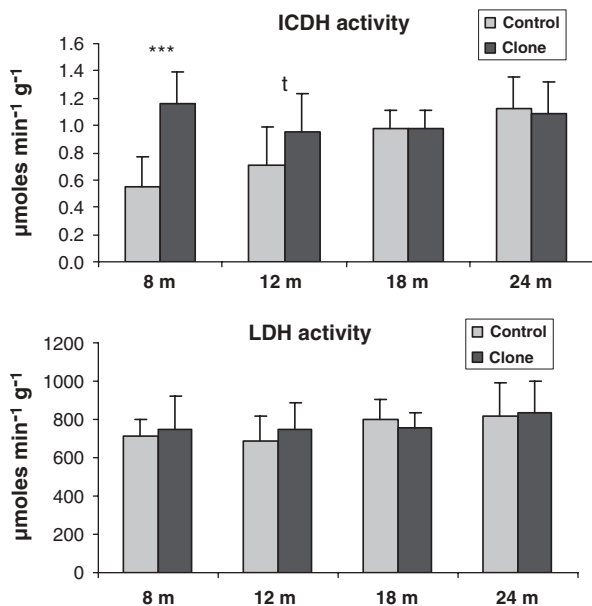 ICDH activity
Control
Clone
µmoles min⁻¹ g⁻¹
1.6
1.4
1.2
1.0
0.8
0.6
0.4
0.2
0.0
***
t
8 m 12 m 18 m 24 m
LDH activity
Control
Clone
µmoles min⁻¹ g⁻¹
1200
1000
800
600
400
200
0
8 m 12 m 18 m 24 m